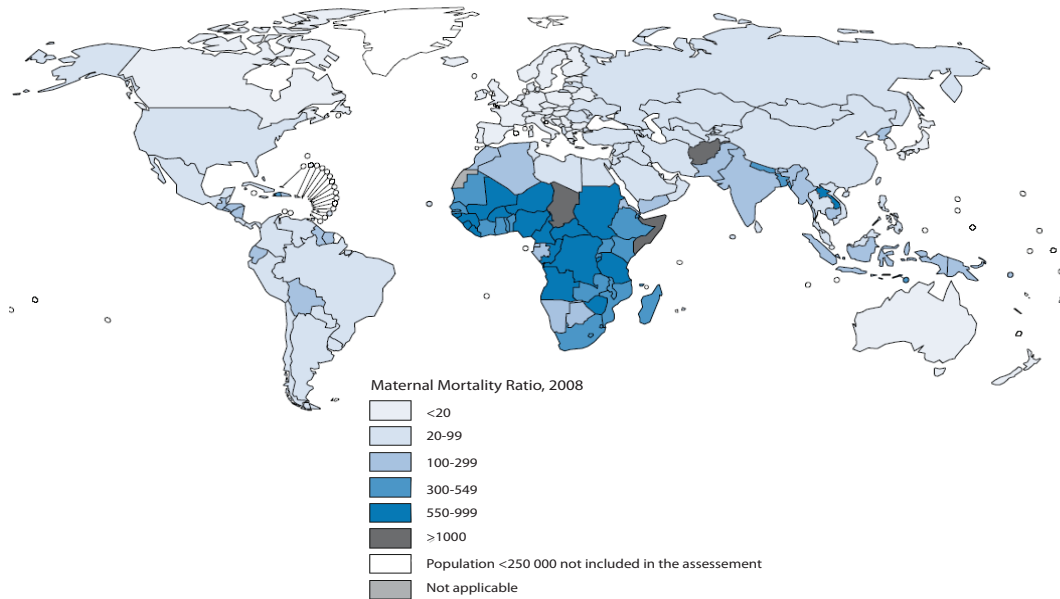 Maternal Mortality Ratio, 2008
<20
20-99
100-299
300-549
550-999
≥1000
Population <250 000 not included in the assessement
Not applicable